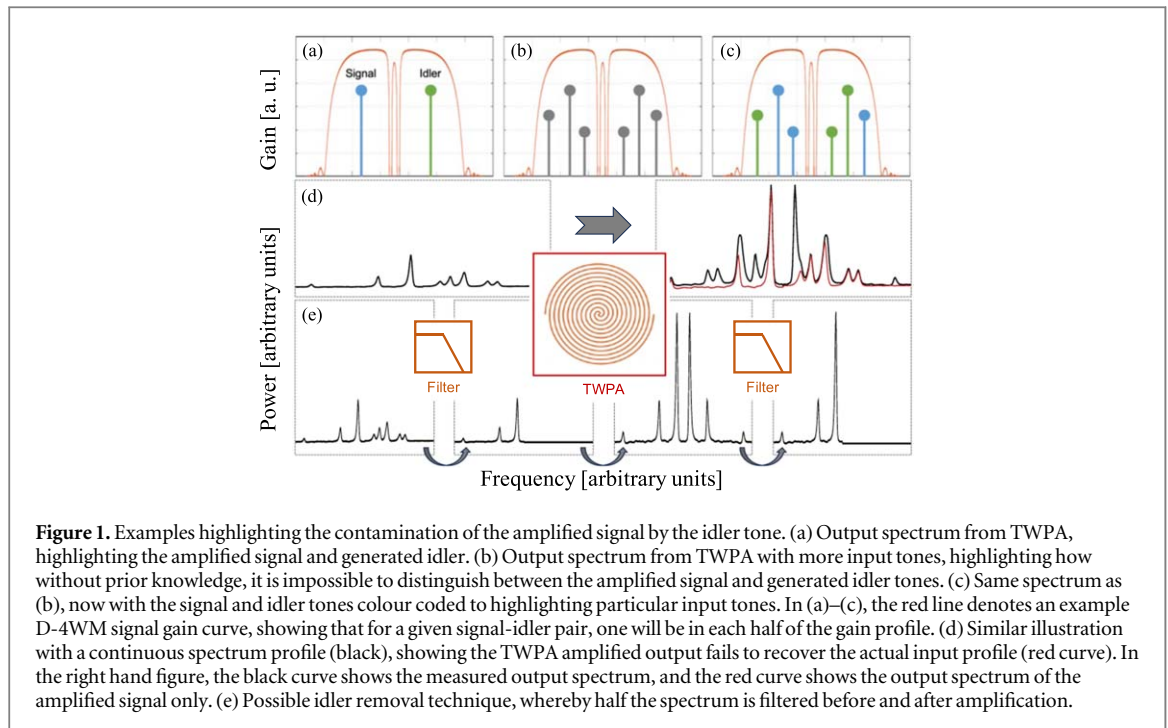 (a)
(b)
(c)
Signal
Idler
Gain [a. u.]
(d)
(e)
Power [arbitrary units]
Filter
TWPA
Filter
Frequency [arbitrary units]
Figure 1. Examples highlighting the contamination of the amplified signal by the idler tone. (a) Output spectrum from TWPA,
highlighting the amplified signal and generated idler. (b) Output spectrum from TWPA with more input tones, highlighting how
without prior knowledge, it is impossible to distinguish between the amplified signal and generated idler tones. (c) Same spectrum as
(b), now with the signal and idler tones colour coded to highlighting particular input tones. In (a)–(c), the red line denotes an example
D-4WM signal gain curve, showing that for a given signal-idler pair, one will be in each half of the gain profile. (d) Similar illustration
with a continuous spectrum profile (black), showing the TWPA amplified output fails to recover the actual input profile (red curve). In
the right hand figure, the black curve shows the measured output spectrum, and the red curve shows the output spectrum of the
amplified signal only. (e) Possible idler removal technique, whereby half the spectrum is filtered before and after amplification.